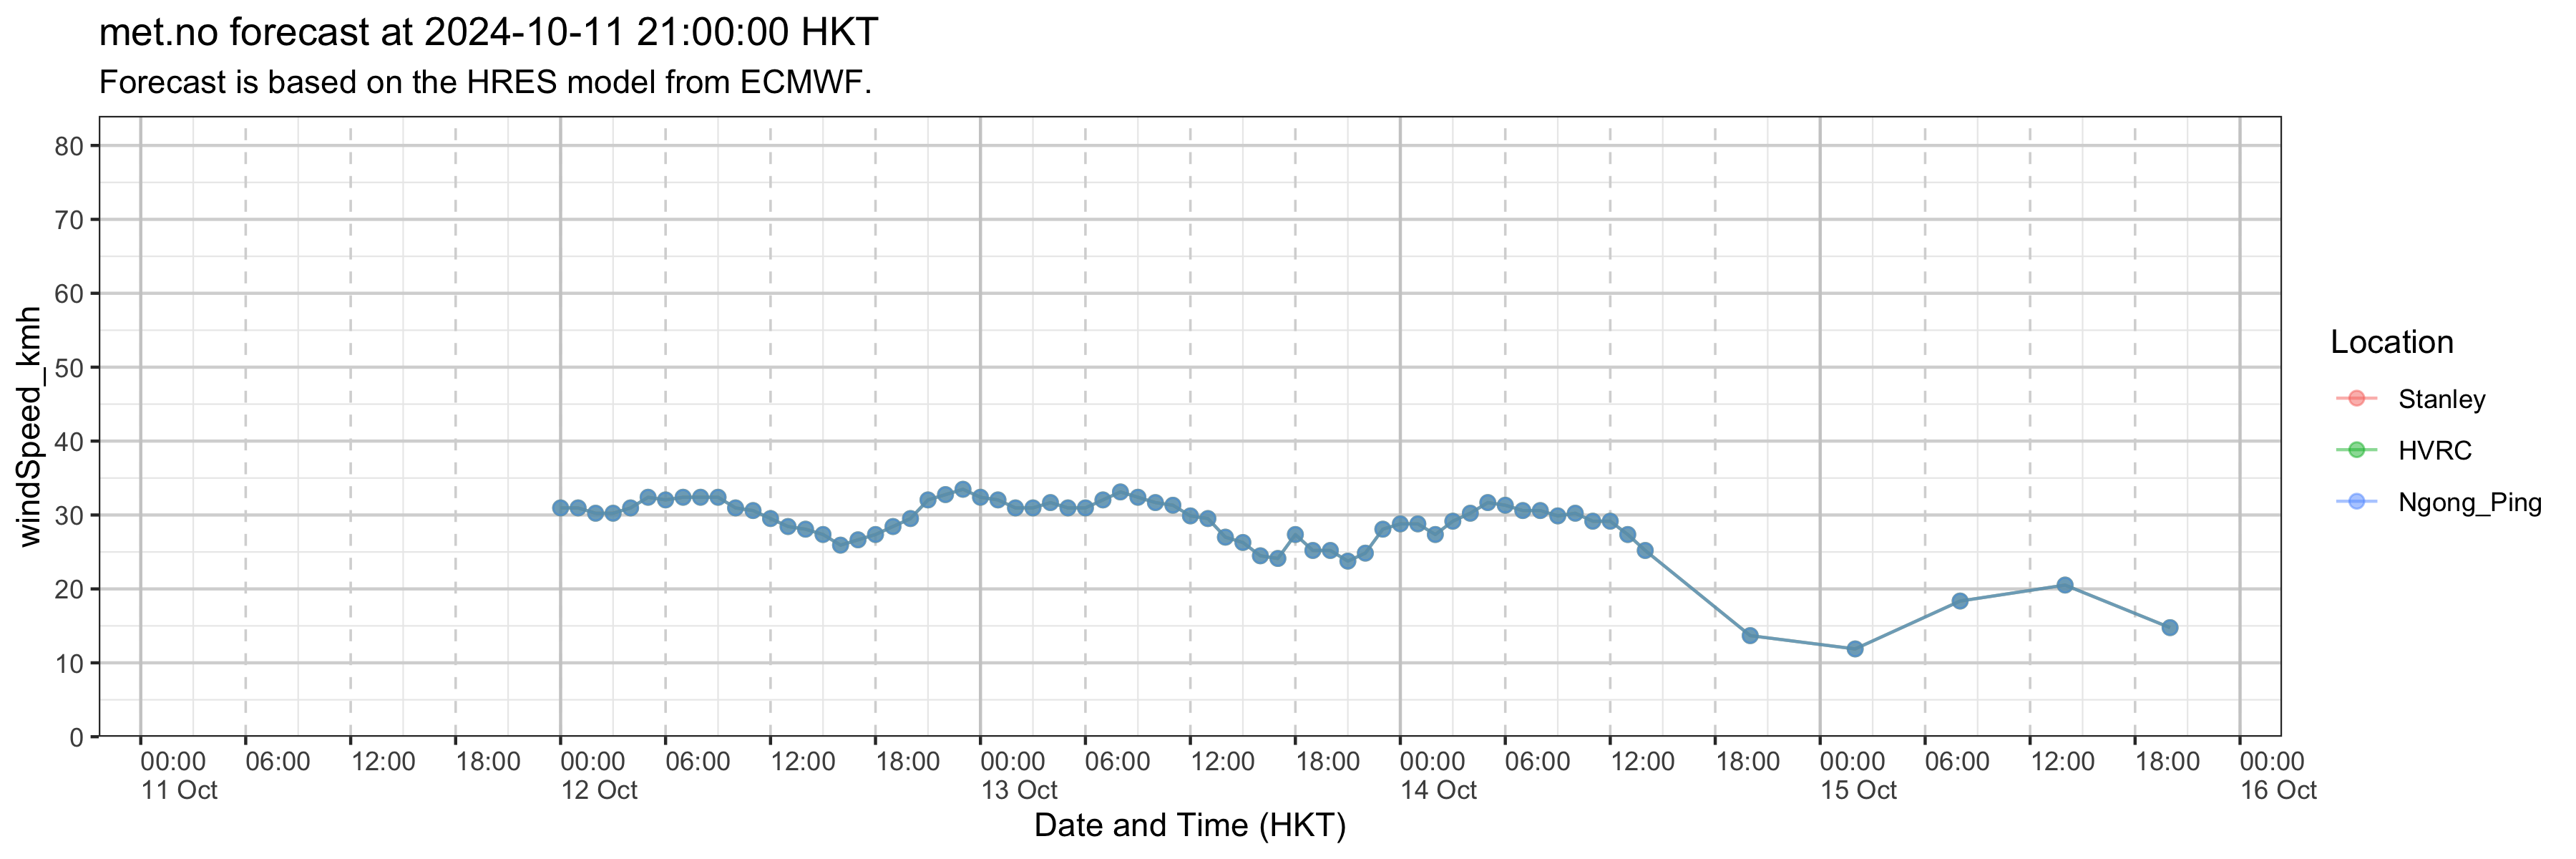 met.no forecast at 2024-10-11 21:00:00 HKT
Forecast is based on the HRES model from ECMWF.
windSpeed_kmh
80
70
60
50
40
30
20
10
0
00:00 06:00 12:00 18:00 00:00 06:00 12:00 18:00 00:00 06:00 12:00 18:00 00:00 06:00 12:00 18:00 00:00 06:00 12:00 18:00 00:00
11 Oct 12 Oct 13 Oct 14 Oct 15 Oct 16 Oct
Date and Time (HKT)
Location
Stanley
HVRC
Ngong_Ping